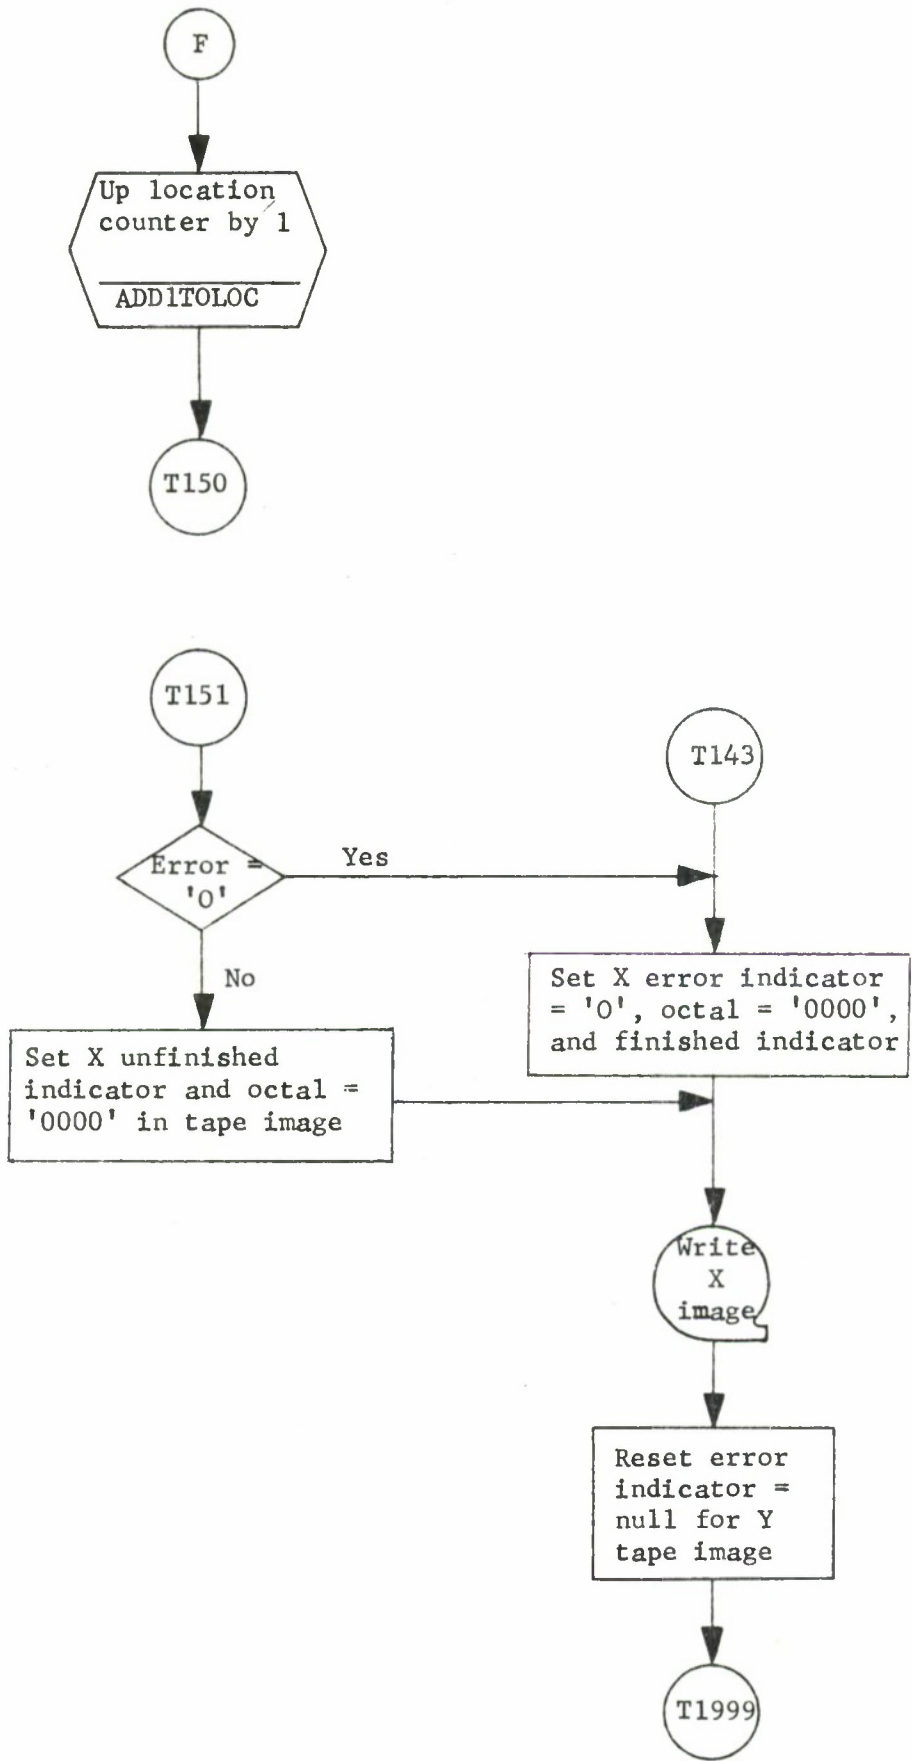 F
Up location
counter by 1
ADD1TOLOC
T150
T151
T143
Error =
'O'
Yes
No
Set X error indicator
= 'O', octal = '0000',
and finished indicator
Set X unfinished
indicator and octal =
'0000' in tape image
Write
X
image
Reset error
indicator =
null for Y
tape image
T1999